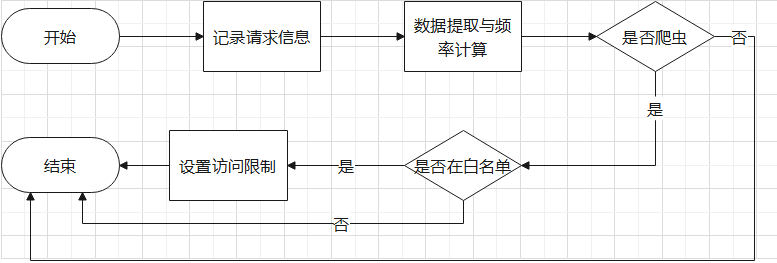 开始
记录请求信息
数据提取与频
率计算
是否爬虫
否
是
结束
设置访问限制
是
是否在白名单
否